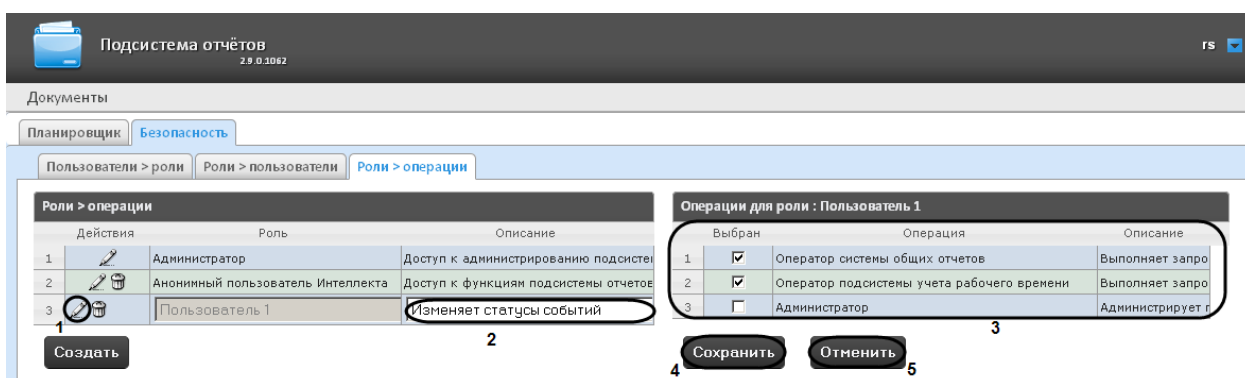 Подсистема отчётов
rs
2.9.0.1062
Документы
Планировщик Безопасность
Пользователи > роли Роли > пользователи Роли > операции
Роли > операции
Действия Роль Описание
1 Администратор Доступ к администрированию подсистем
2 Анонимный пользователь Интеллекта Доступ к функциям подсистемы отчетов
3 Пользователь 1 Изменяет статусы событий
1
2
Создать
Операции для роли : Пользователь 1
Выбран Операция Описание
1 Оператор системы общих отчетов Выполняет запро
2 Оператор подсистемы учета рабочего времени Выполняет запро
3 Администратор Администрирует п
3
Сохранить Отменить
4 5